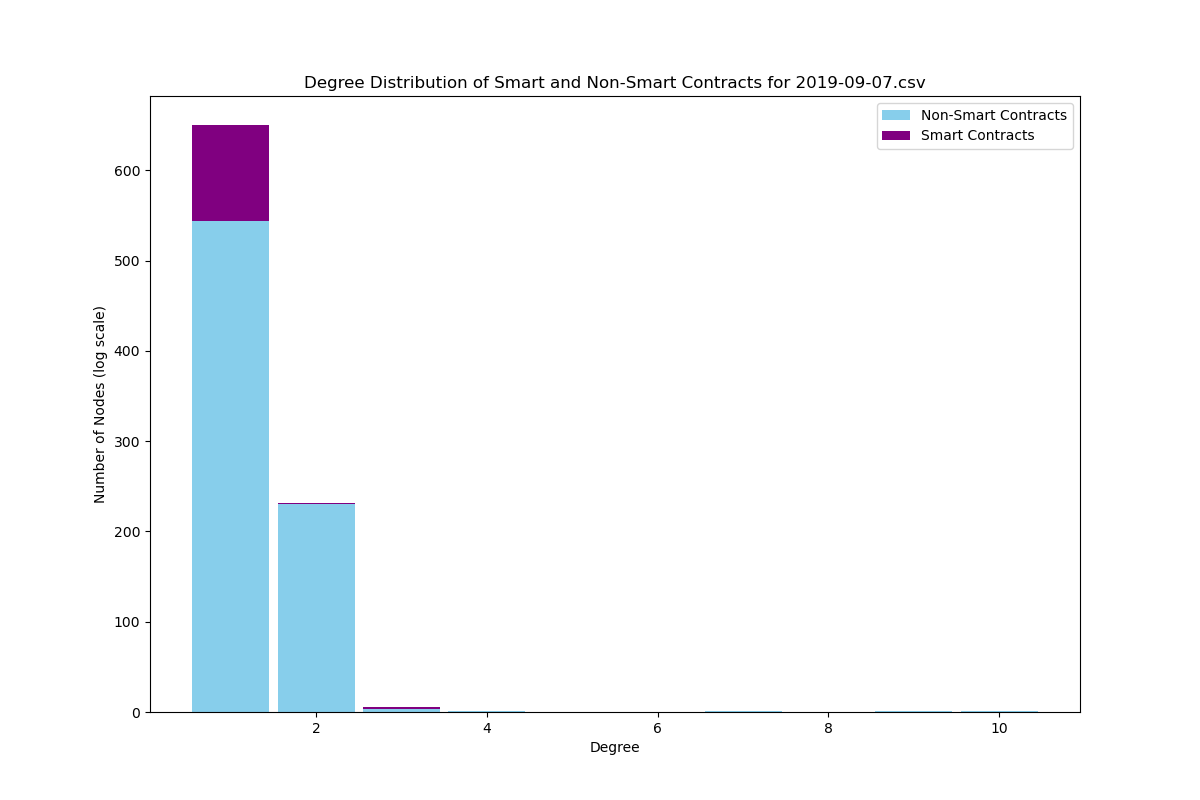 Degree Distribution of Smart and Non-Smart Contracts for 2019-09-07.csv
Non-Smart Contracts
Smart Contracts
Number of Nodes (log scale)
600
500
400
300
200
100
0
2 4 6 8 10
Degree